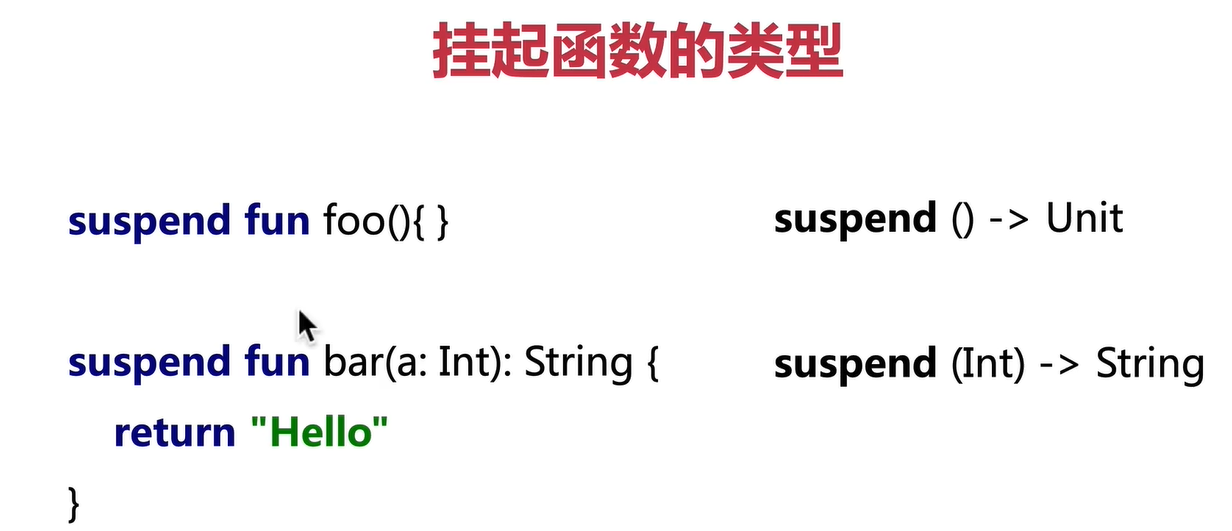 挂起函数的类型
suspend fun foo(){ }
suspend () -> Unit
suspend fun bar(a: Int): String {
suspend (Int) -> String
return "Hello"
}